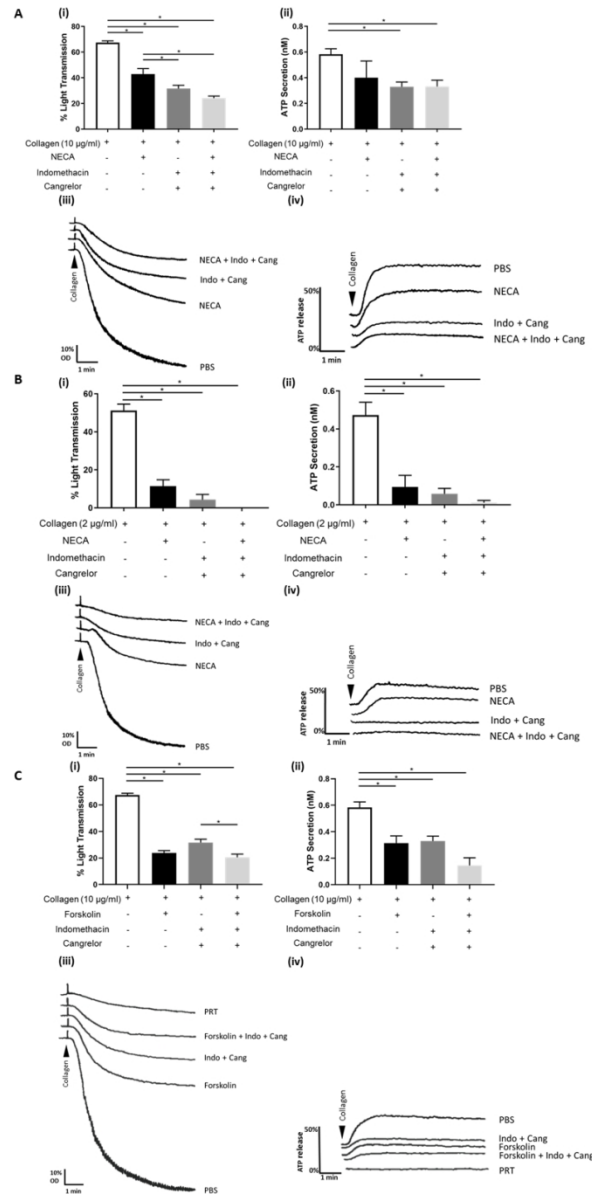 A
(i)
(ii)
% Light Transmission
80
60
40
20
0
ATP Secretion (nM)
0.8
0.6
0.4
0.2
0.0
* * * * *
* *
Collagen (10 µg/ml) + + + +
NECA - + - +
Indomethacin - - + +
Cangrelor - - + +
Collagen (10 µg/ml) + + + +
NECA - + - +
Indomethacin - - + +
Cangrelor - - + +
(iii)
(iv)
Collagen
NECA + Indo + Cang
Indo + Cang
NECA
PBS
10%
OD
1 min
Collagen
PBS
NECA
Indo + Cang
NECA + Indo + Cang
50%
ATP release
0%
1 min
B
(i)
(ii)
% Light Transmission
60
40
20
0
ATP Secretion (nM)
0.6
0.4
0.2
0.0
* * *
* * *
Collagen (2 µg/ml) + + + +
NECA - + - +
Indomethacin - - + +
Cangrelor - - + +
Collagen (2 µg/ml) + + + +
NECA - + - +
Indomethacin - - + +
Cangrelor - - + +
(iii)
(iv)
Collagen
NECA + Indo + Cang
Indo + Cang
NECA
PBS
10%
OD
1 min
Collagen
PBS
NECA
Indo + Cang
NECA + Indo + Cang
50%
ATP release
0%
1 min
C
(i)
(ii)
% Light Transmission
80
60
40
20
0
ATP Secretion (nM)
0.8
0.6
0.4
0.2
0.0
* * * *
* * *
Collagen (10 µg/ml) + + + +
Forskolin - + - +
Indomethacin - - + +
Cangrelor - - + +
Collagen (10 µg/ml) + + + +
Forskolin - + - +
Indomethacin - - + +
Cangrelor - - + +
(iii)
(iv)
Collagen
PRT
Forskolin + Indo + Cang
Indo + Cang
Forskolin
PBS
10%
OD
1 min
Collagen
PBS
Indo + Cang
Forskolin
Forskolin + Indo + Cang
PRT
50%
ATP release
0%
1 min